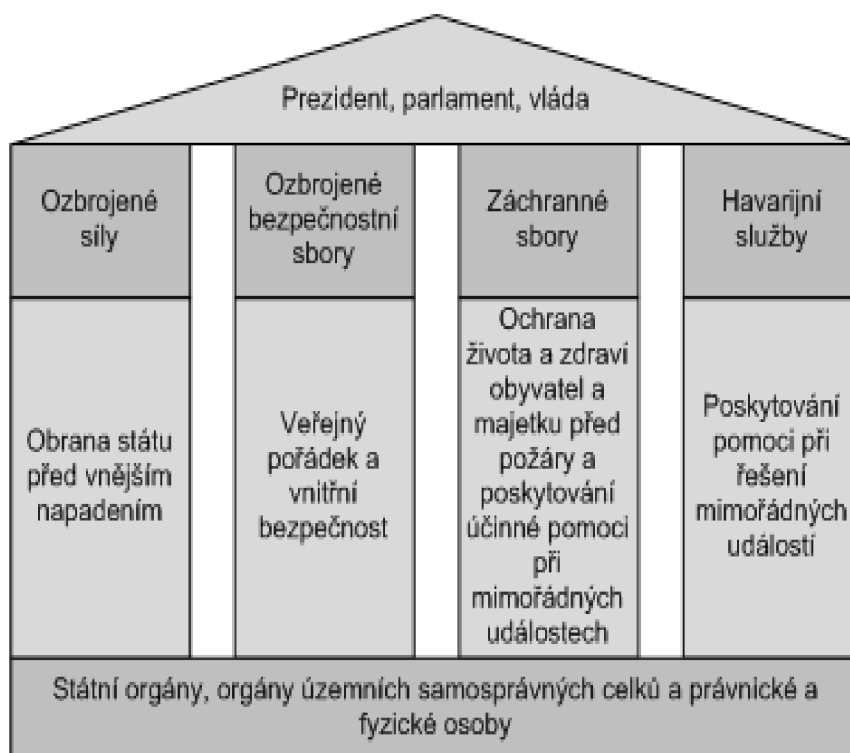 Prezident, parlament, vláda
Ozbrojené
síly
Ozbrojené
bezpečnostní
sbory
Záchranné
sbory
Havarijní
služby
Obrana státu
před vnějším
napadením
Veřejný
pořádek a
vnitřní
bezpečnost
Ochrana
života a zdraví
obyvatel a
majetku před
požáry a
poskytování
účinné pomoci
při
mimořádných
událostech
Poskytování
pomoci při
řešení
mimořádných
událostí
Státní orgány, orgány územních samosprávných celků a právnické a
fyzické osoby